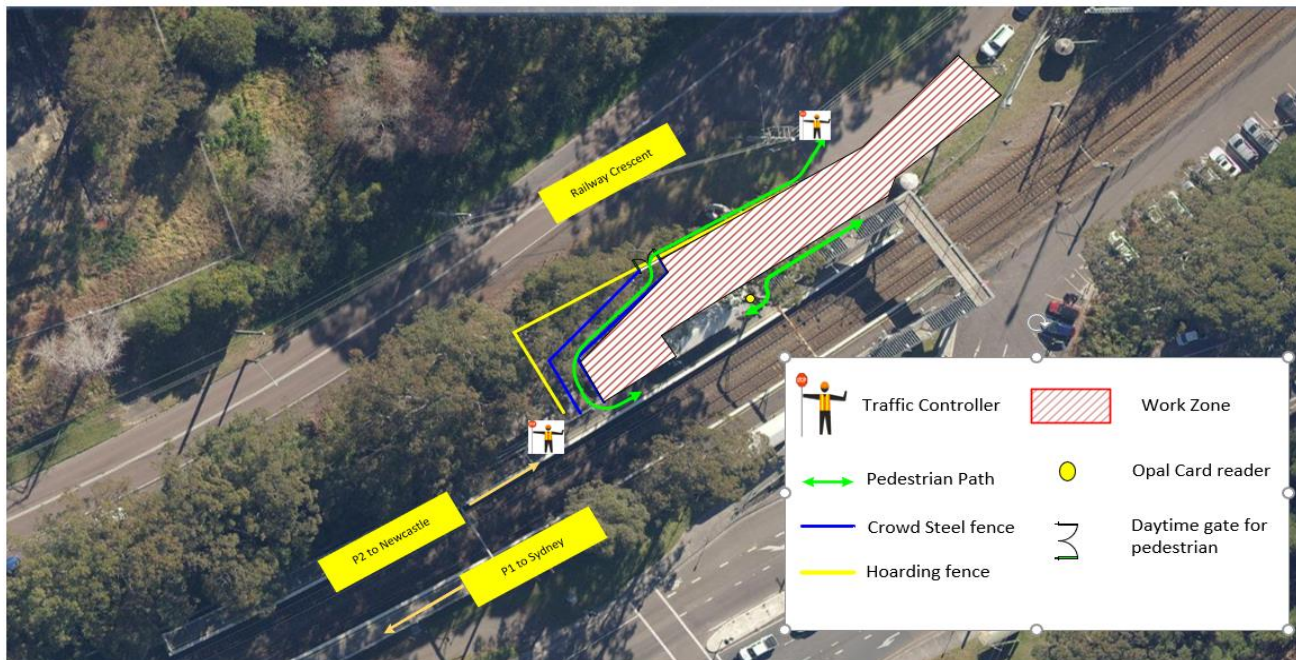 Railway Crescent
P2 to Newcastle
P1 to Sydney
Traffic Controller
Work Zone
Pedestrian Path
Opal Card reader
Crowd Steel fence
Daytime gate for
pedestrian
Hoarding fence